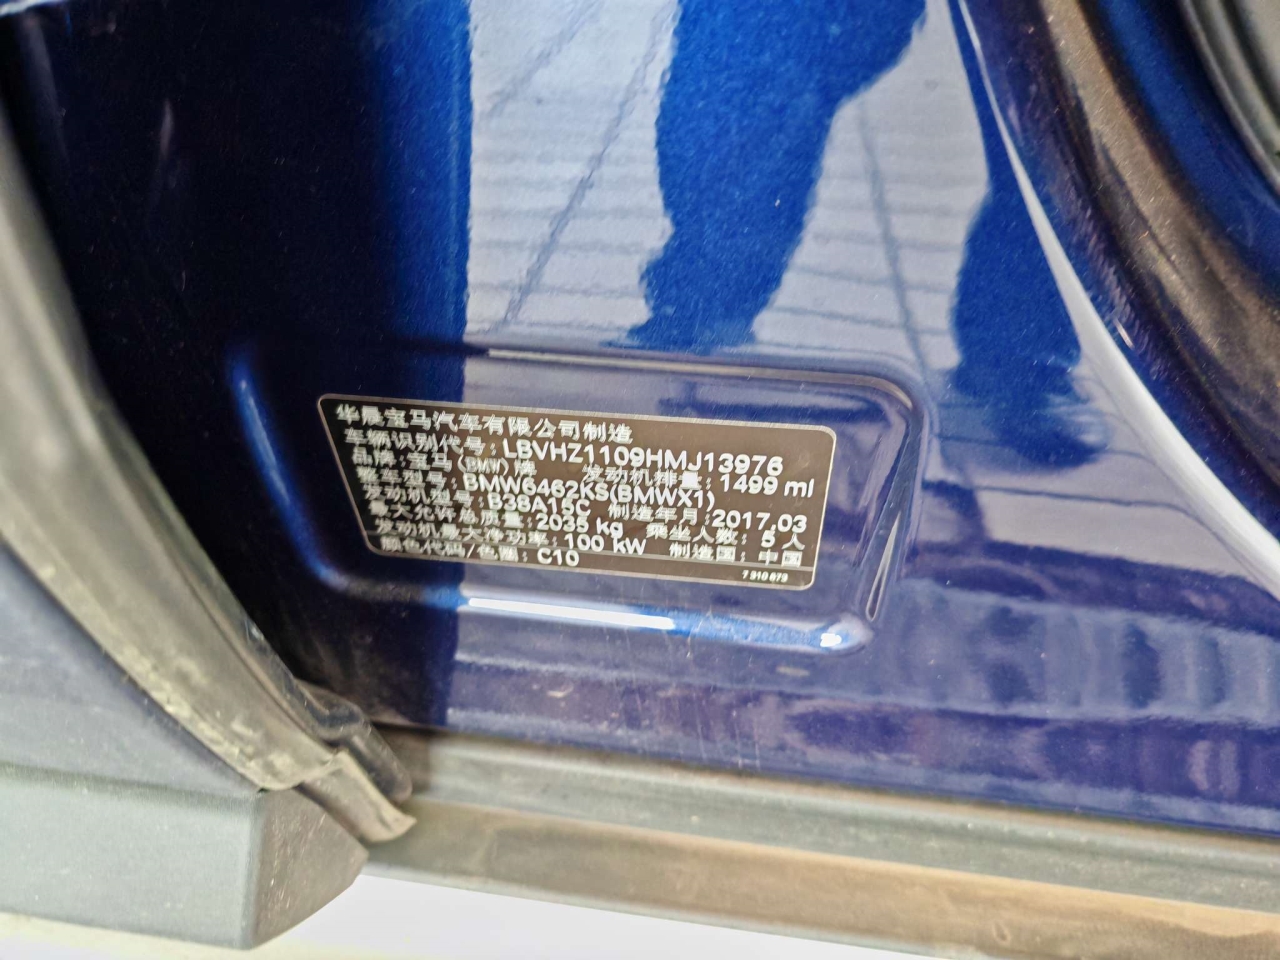 华晨宝马汽车有限公司制造
车辆识别代号：LBVHZ1109HMJ13976
品牌：宝马(BMW)牌 发动机排量：1499 ml
整车型号：BMW6462KS(BMWX1)
发动机型号：B38A15C 制造年月：2017.03
最大允许总质量：2035 kg 乘坐人数：5 人
发动机最大净功率：100 kW 制造国：中国
颜色代码/色圈：C10
7 910 873